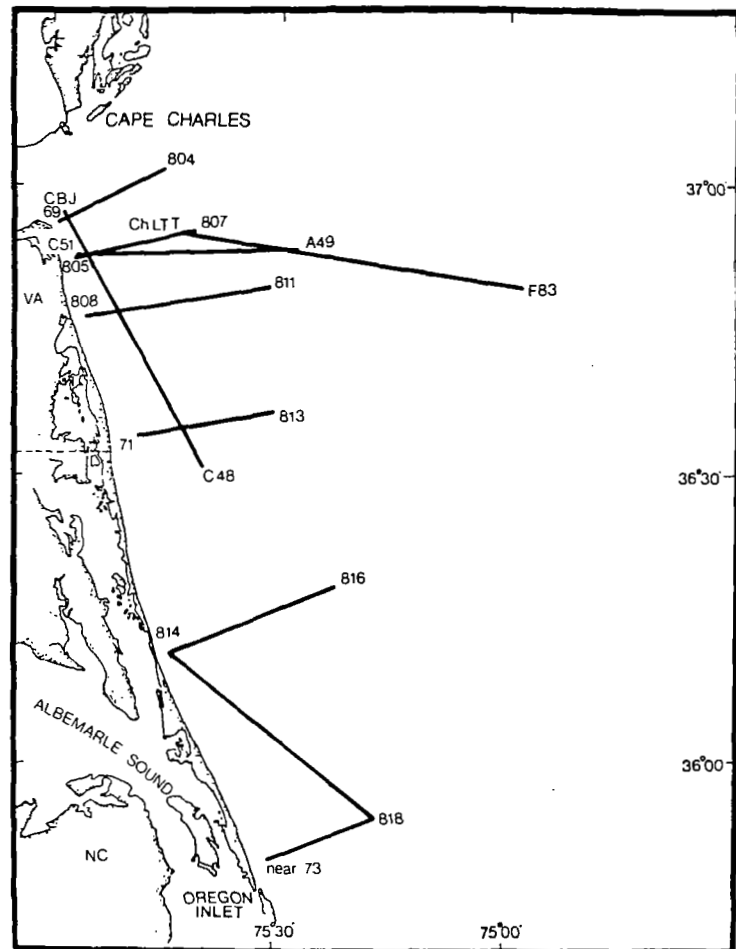 CAPE CHARLES
804
37°00'
CBJ
69
ChLTT
807
C51
A49
805
VA
808
811
F83
71
813
C48
36°30'
816
814
ALBEMARLE SOUND
36°00'
818
NC
near 73
OREGON
INLET
75°30'
75°00'